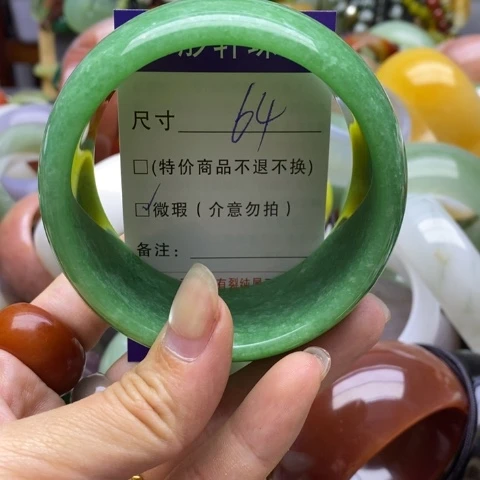 尺寸 64
□(特价商品不退不换)
☑微瑕(介意勿拍)
备注: